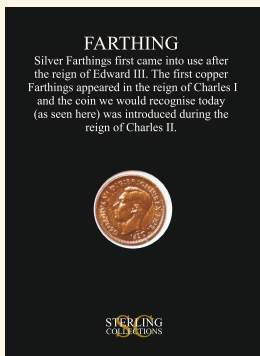 FARTHING
Silver Farthings first came into use after
the reign of Edward III. The first copper
Farthings appeared in the reign of Charles I
and the coin we would recognise today
(as seen here) was introduced during the
reign of Charles II.
SC
STERLING
COLLECTIONS